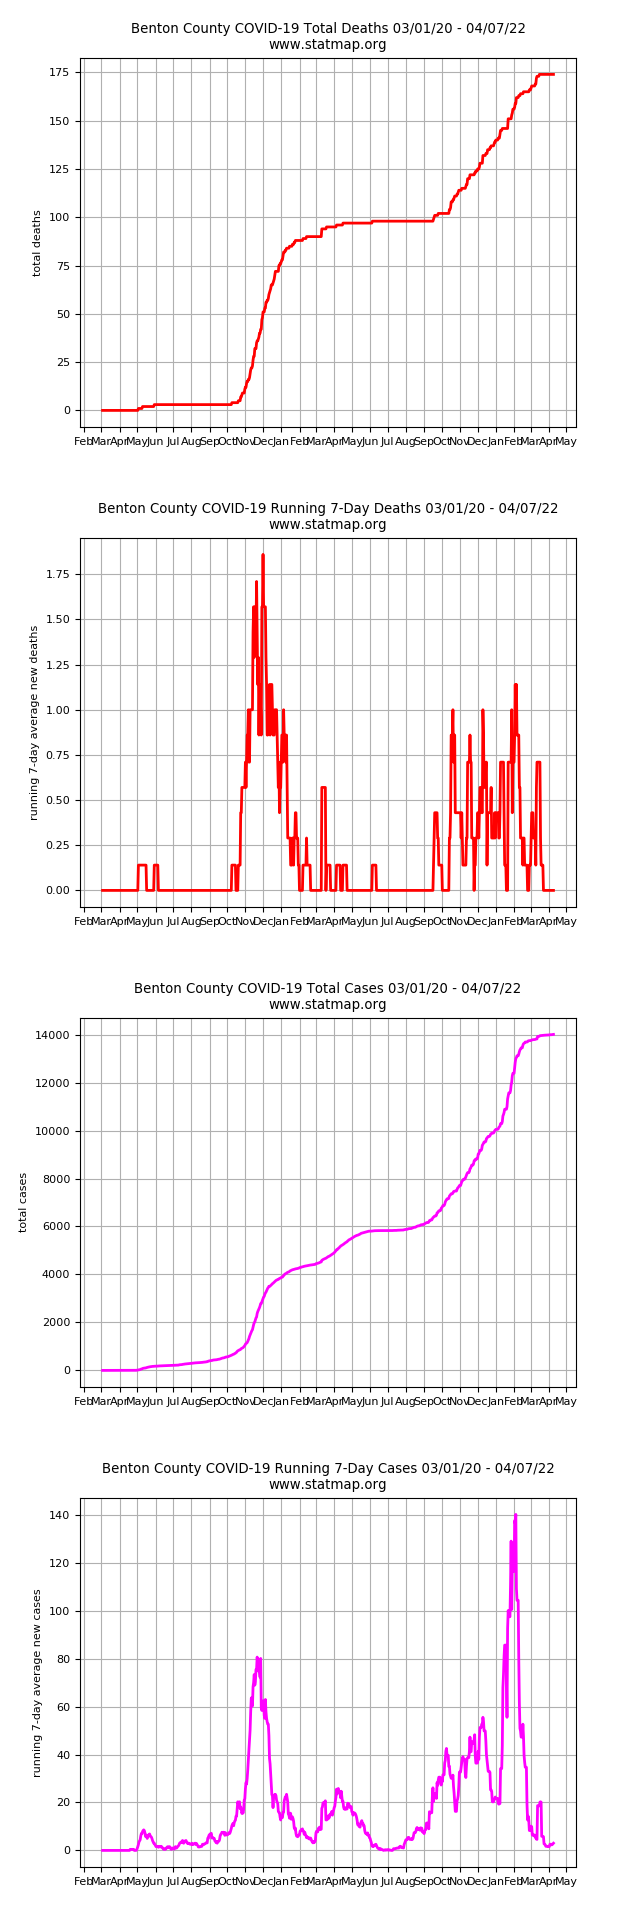 Benton County COVID-19 Total Deaths 03/01/20 - 04/07/22
www.statmap.org
175
150
125
100
75
50
25
0
total deaths
Feb Mar Apr May Jun Jul Aug Sep Oct Nov Dec Jan Feb Mar Apr May Jun Jul Aug Sep Oct Nov Dec Jan Feb Mar Apr May
Benton County COVID-19 Running 7-Day Deaths 03/01/20 - 04/07/22
www.statmap.org
1.75
1.50
1.25
1.00
0.75
0.50
0.25
0.00
running 7-day average new deaths
Feb Mar Apr May Jun Jul Aug Sep Oct Nov Dec Jan Feb Mar Apr May Jun Jul Aug Sep Oct Nov Dec Jan Feb Mar Apr May
Benton County COVID-19 Total Cases 03/01/20 - 04/07/22
www.statmap.org
14000
12000
10000
8000
6000
4000
2000
0
total cases
Feb Mar Apr May Jun Jul Aug Sep Oct Nov Dec Jan Feb Mar Apr May Jun Jul Aug Sep Oct Nov Dec Jan Feb Mar Apr May
Benton County COVID-19 Running 7-Day Cases 03/01/20 - 04/07/22
www.statmap.org
140
120
100
80
60
40
20
0
running 7-day average new cases
Feb Mar Apr May Jun Jul Aug Sep Oct Nov Dec Jan Feb Mar Apr May Jun Jul Aug Sep Oct Nov Dec Jan Feb Mar Apr May